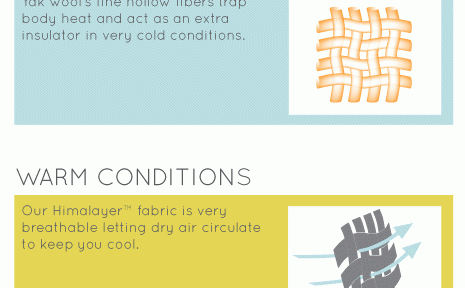 Yak wool's fine hollow fibers trap
body heat and act as an extra
insulator in very cold conditions.
WARM CONDITIONS
Our Himalayer™ fabric is very
breathable letting dry air circulate
to keep you cool.